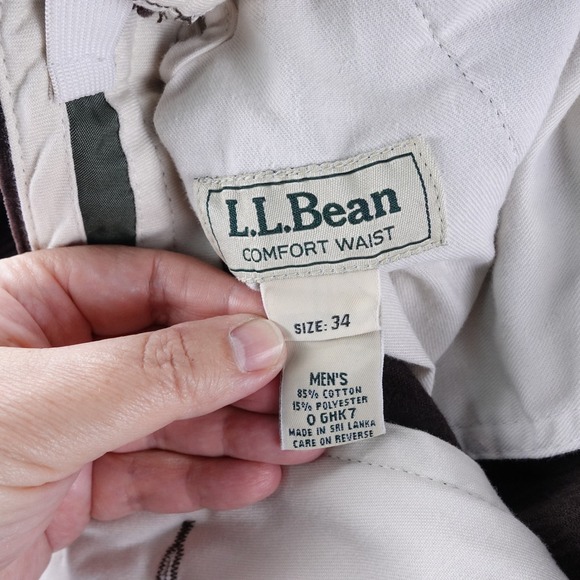 L.L.Bean
COMFORT WAIST
SIZE: 34
MEN'S
85% COTTON
15% POLYESTER
0 GHK7
MADE IN SRI LANKA
CARE ON REVERSE